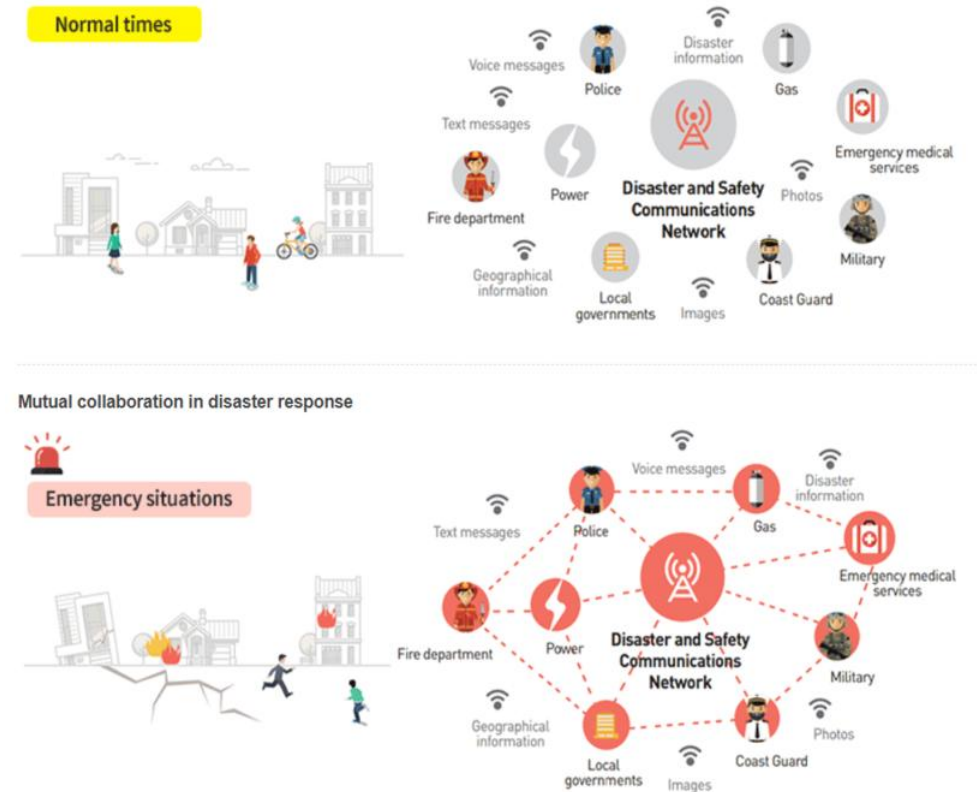 Normal times
Voice messages
Police
Disaster
information
Gas
Text messages
Emergency medical
services
Fire department
Power
Disaster and Safety
Communications
Network
Photos
Military
Geographical
information
Local
governments
Images
Coast Guard
Mutual collaboration in disaster response
Emergency situations
Voice messages
Disaster
information
Text messages
Police
Gas
Emergency medical
services
Fire department
Power
Disaster and Safety
Communications
Network
Military
Geographical
information
Local
governments
Images
Coast Guard
Photos